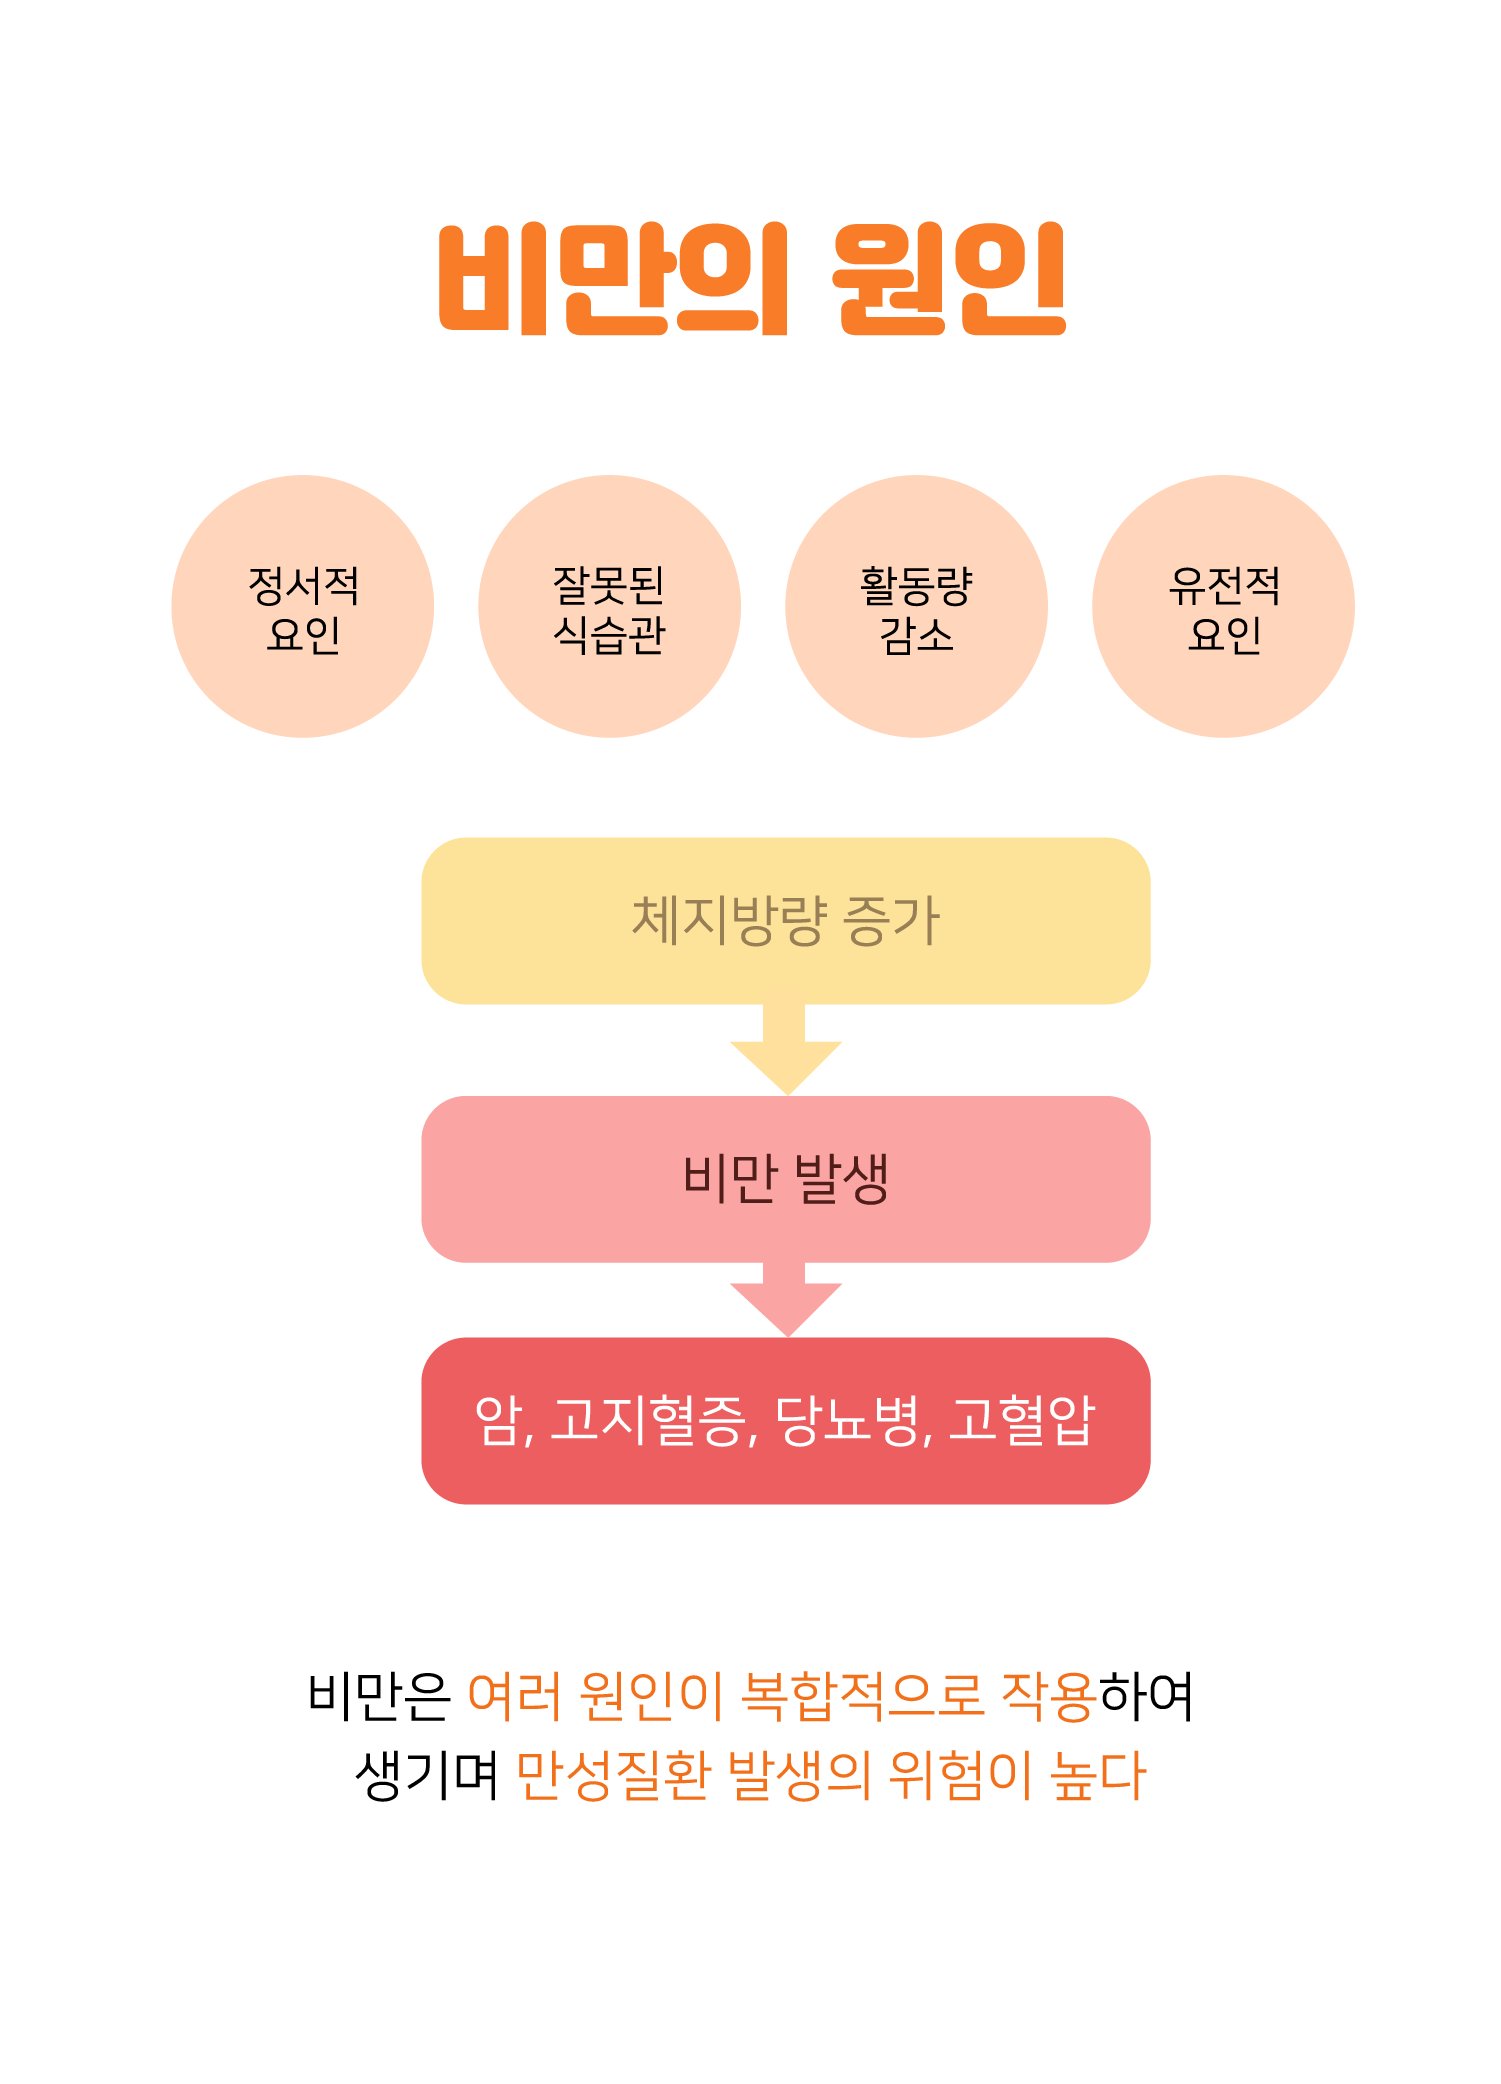 비만의 원인
정서적
요인
잘못된
식습관
활동량
감소
유전적
요인
체지방량 증가
비만 발생
암, 고지혈증, 당뇨병, 고혈압
비만은 여러 원인이 복합적으로 작용하여
생기며 만성질환 발생의 위험이 높다